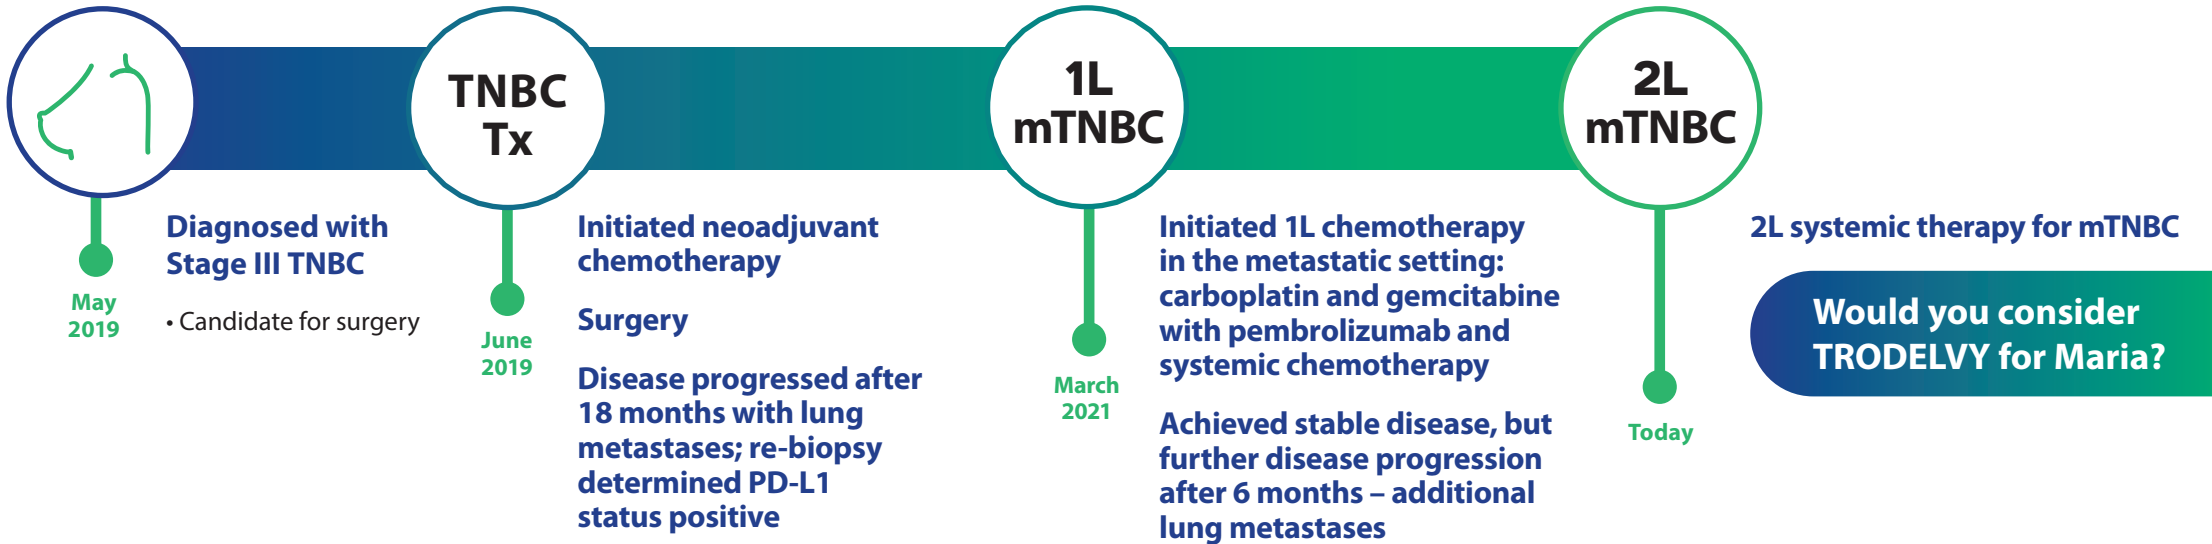 TNBC
Tx
1L
mTNBC
2L
mTNBC
May
2019
Diagnosed with
Stage III TNBC
• Candidate for surgery
June
2019
Initiated neoadjuvant
chemotherapy
Surgery
Disease progressed after
18 months with lung
metastases; re-biopsy
determined PD-L1
status positive
March
2021
Initiated 1L chemotherapy
in the metastatic setting:
carboplatin and gemcitabine
with pembrolizumab and
systemic chemotherapy
Achieved stable disease, but
further disease progression
after 6 months – additional
lung metastases
Today
2L systemic therapy for mTNBC
Would you consider
TRODELVY for Maria?